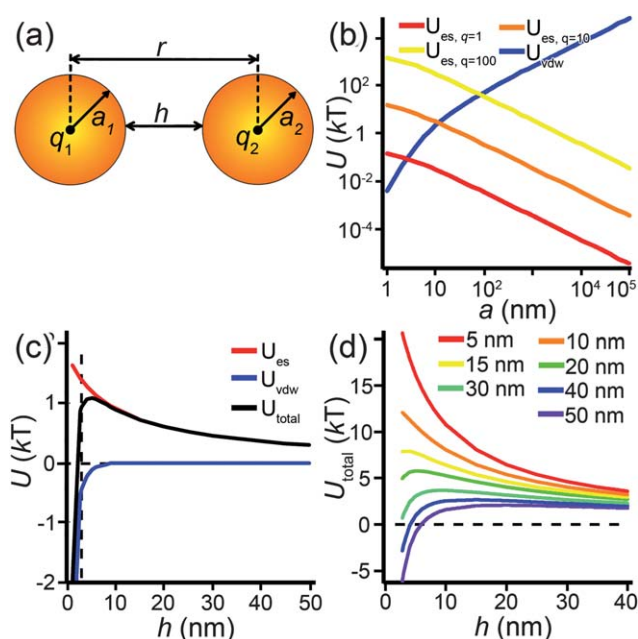 (a)
r
h
a1
a2
q1
q2
(b)
Ues, q=1
Ues, q=10
Ues, q=100
Uvdw
U (kT)
10^2
1
10^-2
10^-4
1
10
10^2
10^4
10^5
a (nm)
(c)
Ues
Uvdw
Utotal
U (kT)
1
0
-1
-2
0
10
20
30
40
50
h (nm)
(d)
5 nm
10 nm
15 nm
20 nm
30 nm
40 nm
50 nm
Utotal (kT)
15
10
5
0
-5
0
10
20
30
40
h (nm)